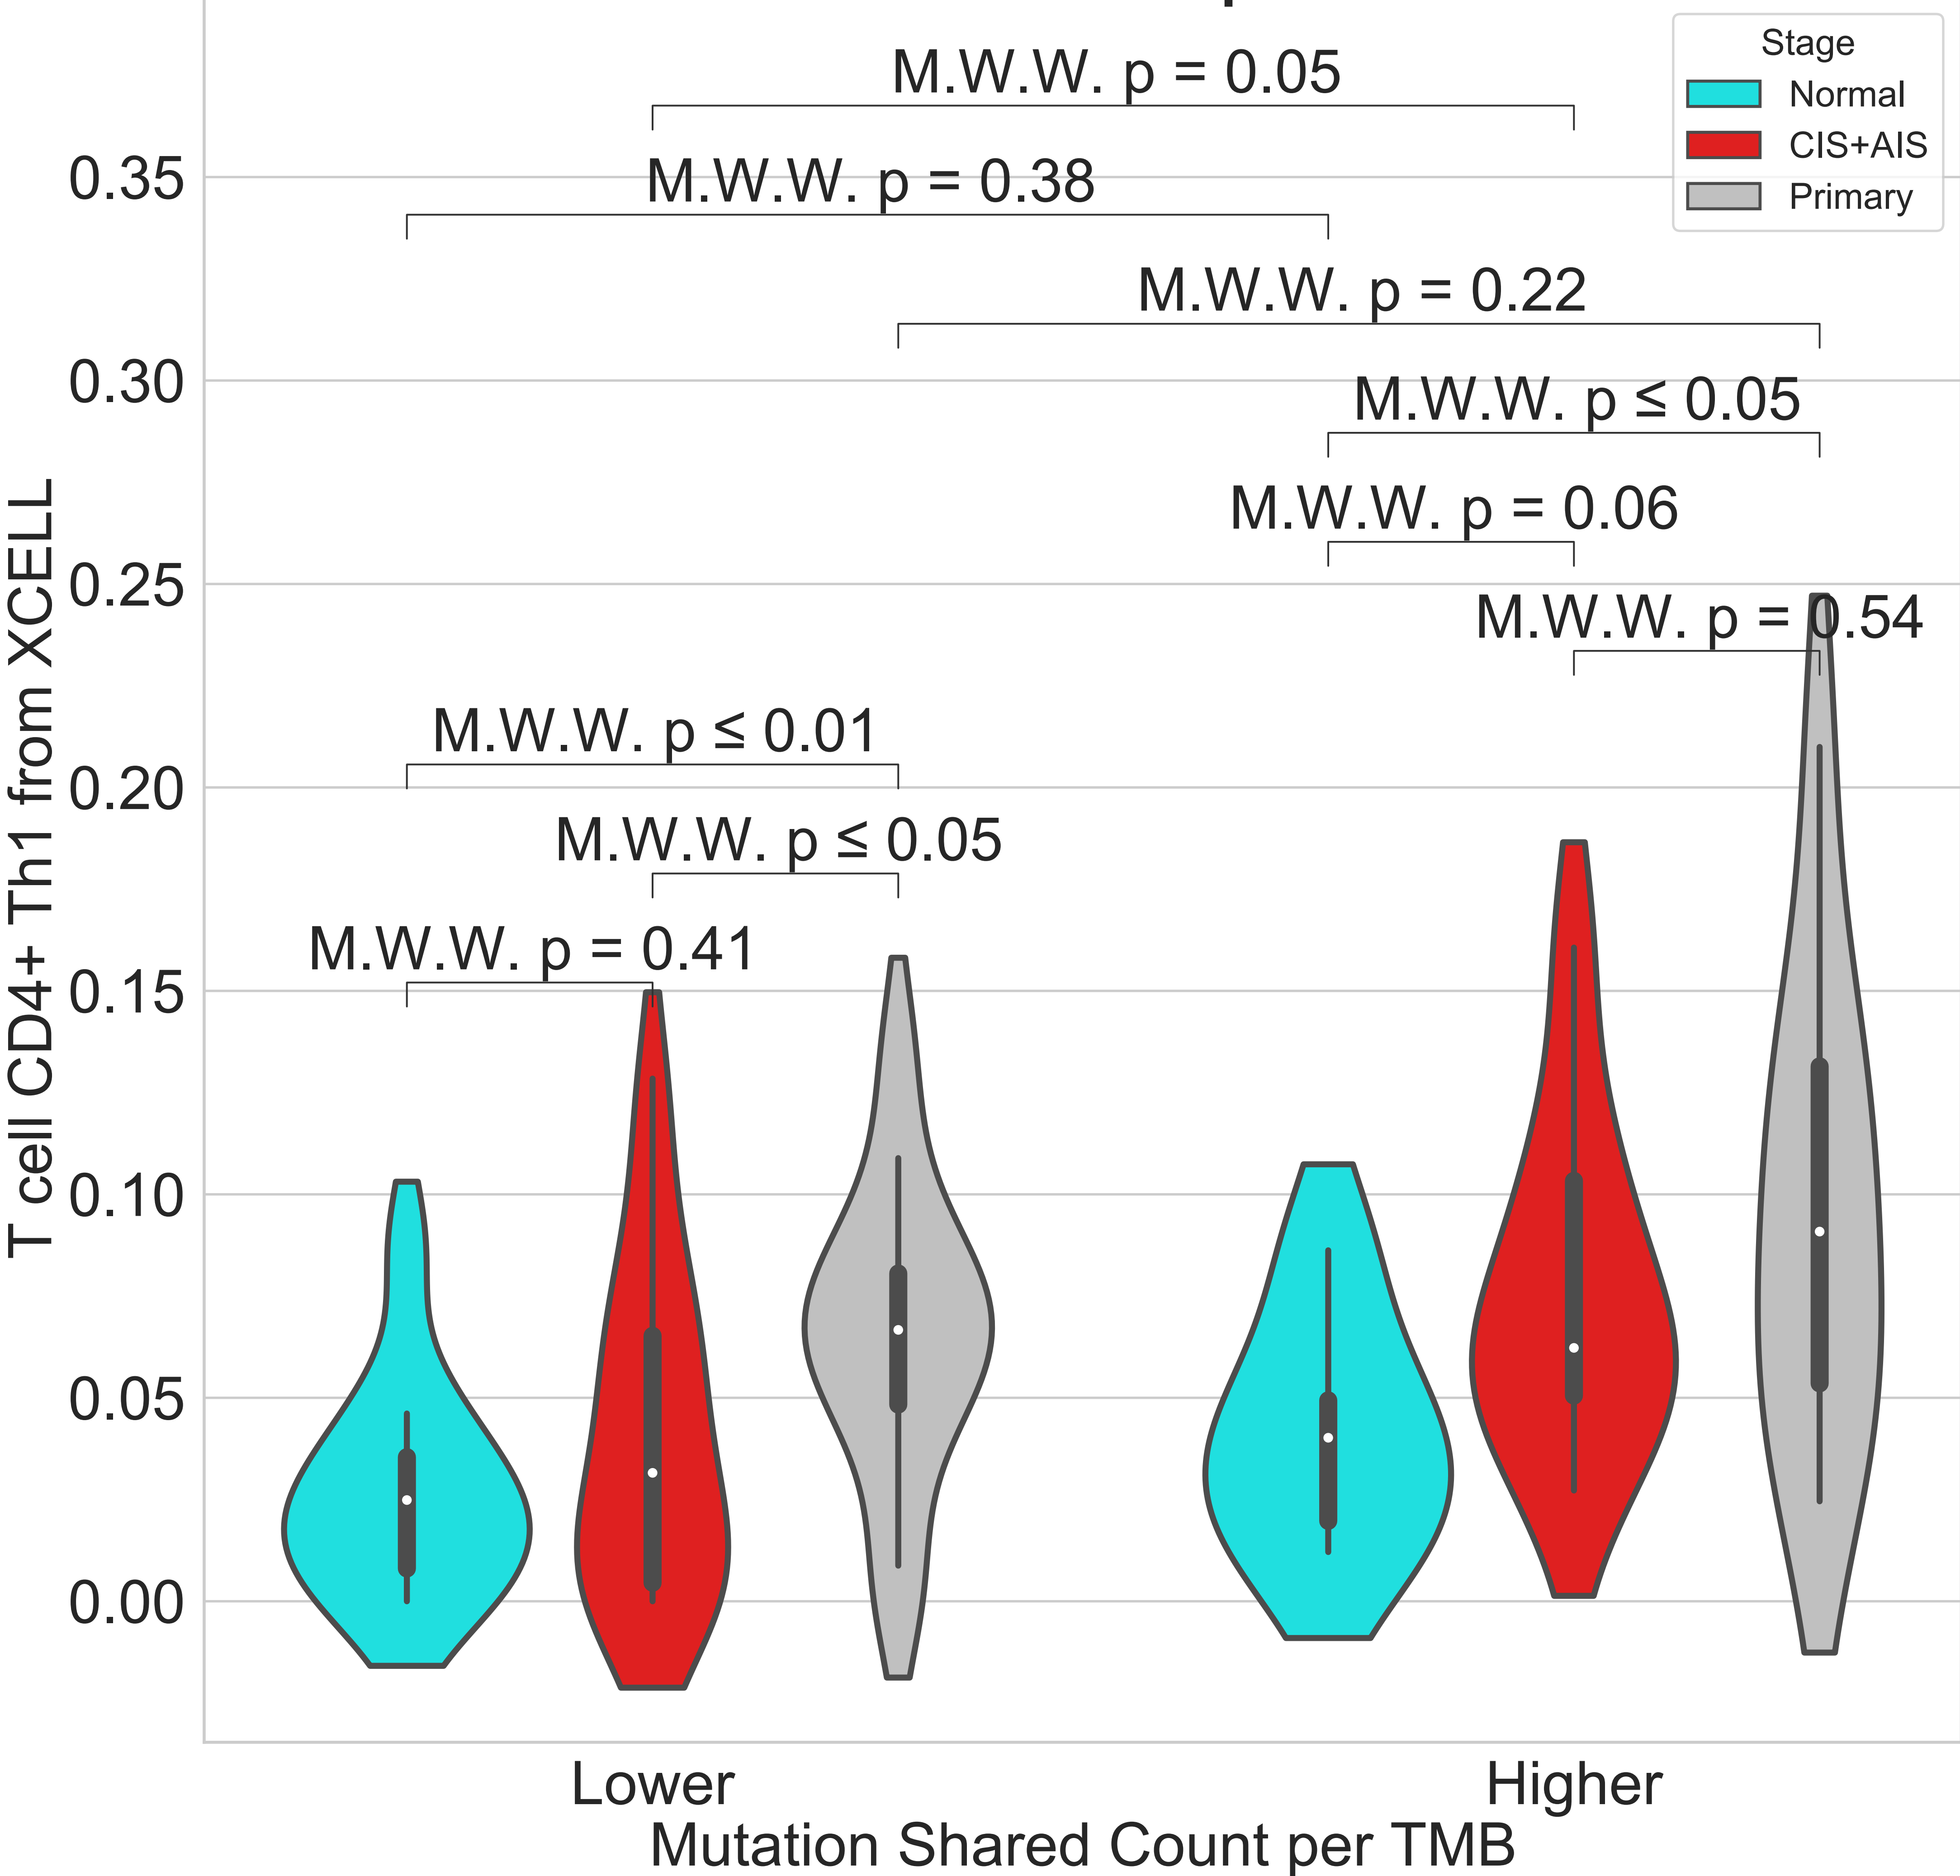 M.W.W. p = 0.05
Stage
Normal
CIS+AIS
Primary
M.W.W. p = 0.38
0.35
M.W.W. p = 0.22
0.30
M.W.W. p ≤ 0.05
M.W.W. p = 0.06
0.25
M.W.W. p = 0.54
M.W.W. p ≤ 0.01
0.20
M.W.W. p ≤ 0.05
M.W.W. p = 0.41
0.15
0.10
0.05
0.00
T cell CD4+ Th1 from XCELL
Lower
Higher
Mutation Shared Count per TMB